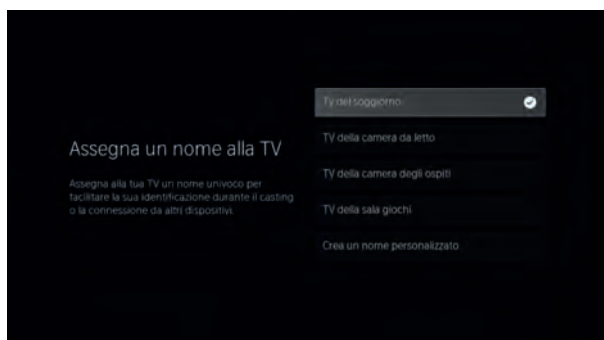 Assegna un nome alla TV
Assegna alla tua TV un nome univoco per
facilitare la sua identificazione durante il casting
o la connessione da altri dispositivi.
TV del soggiorno
TV della camera da letto
TV della camera degli ospiti
TV della sala giochi
Crea un nome personalizzato